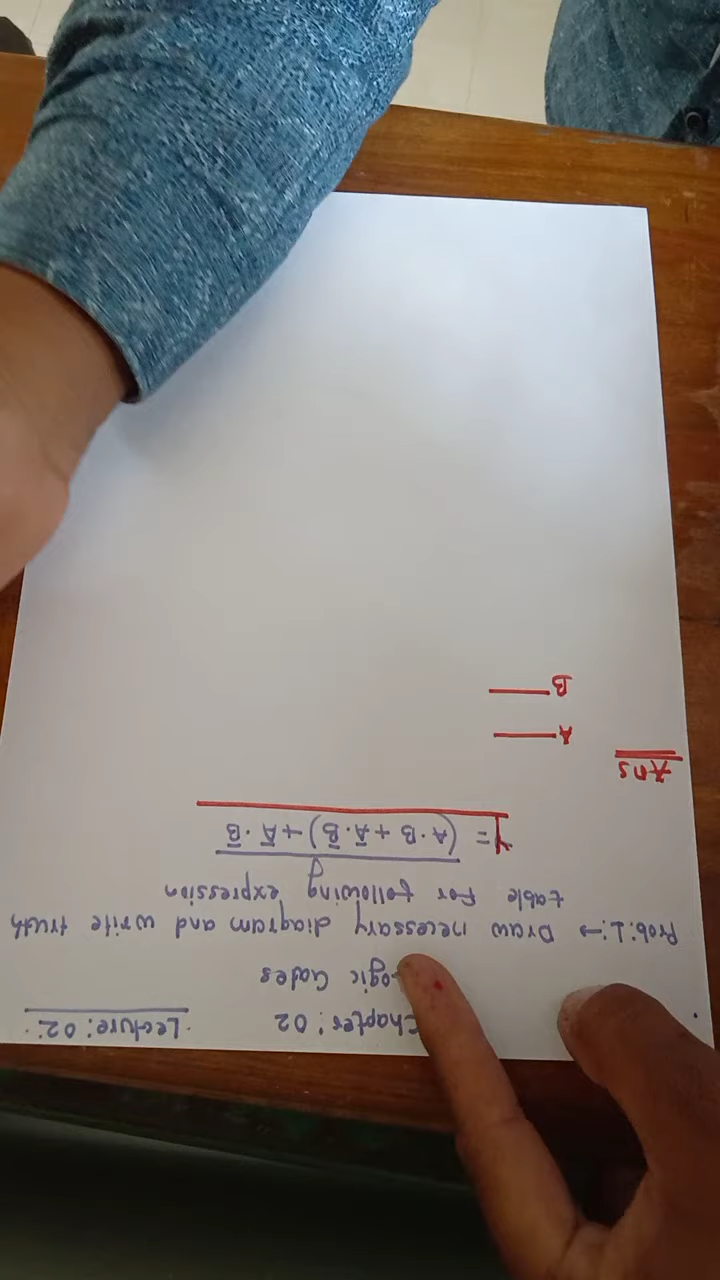 Chapter: 02 Lecture: 02:
Logic Gates
Prob:1:→ Draw necessary diagram and write truth
table for following expression
Y= \overline{(A·B+Ā·B̄)+Ā·B̄}
Ans
A
B